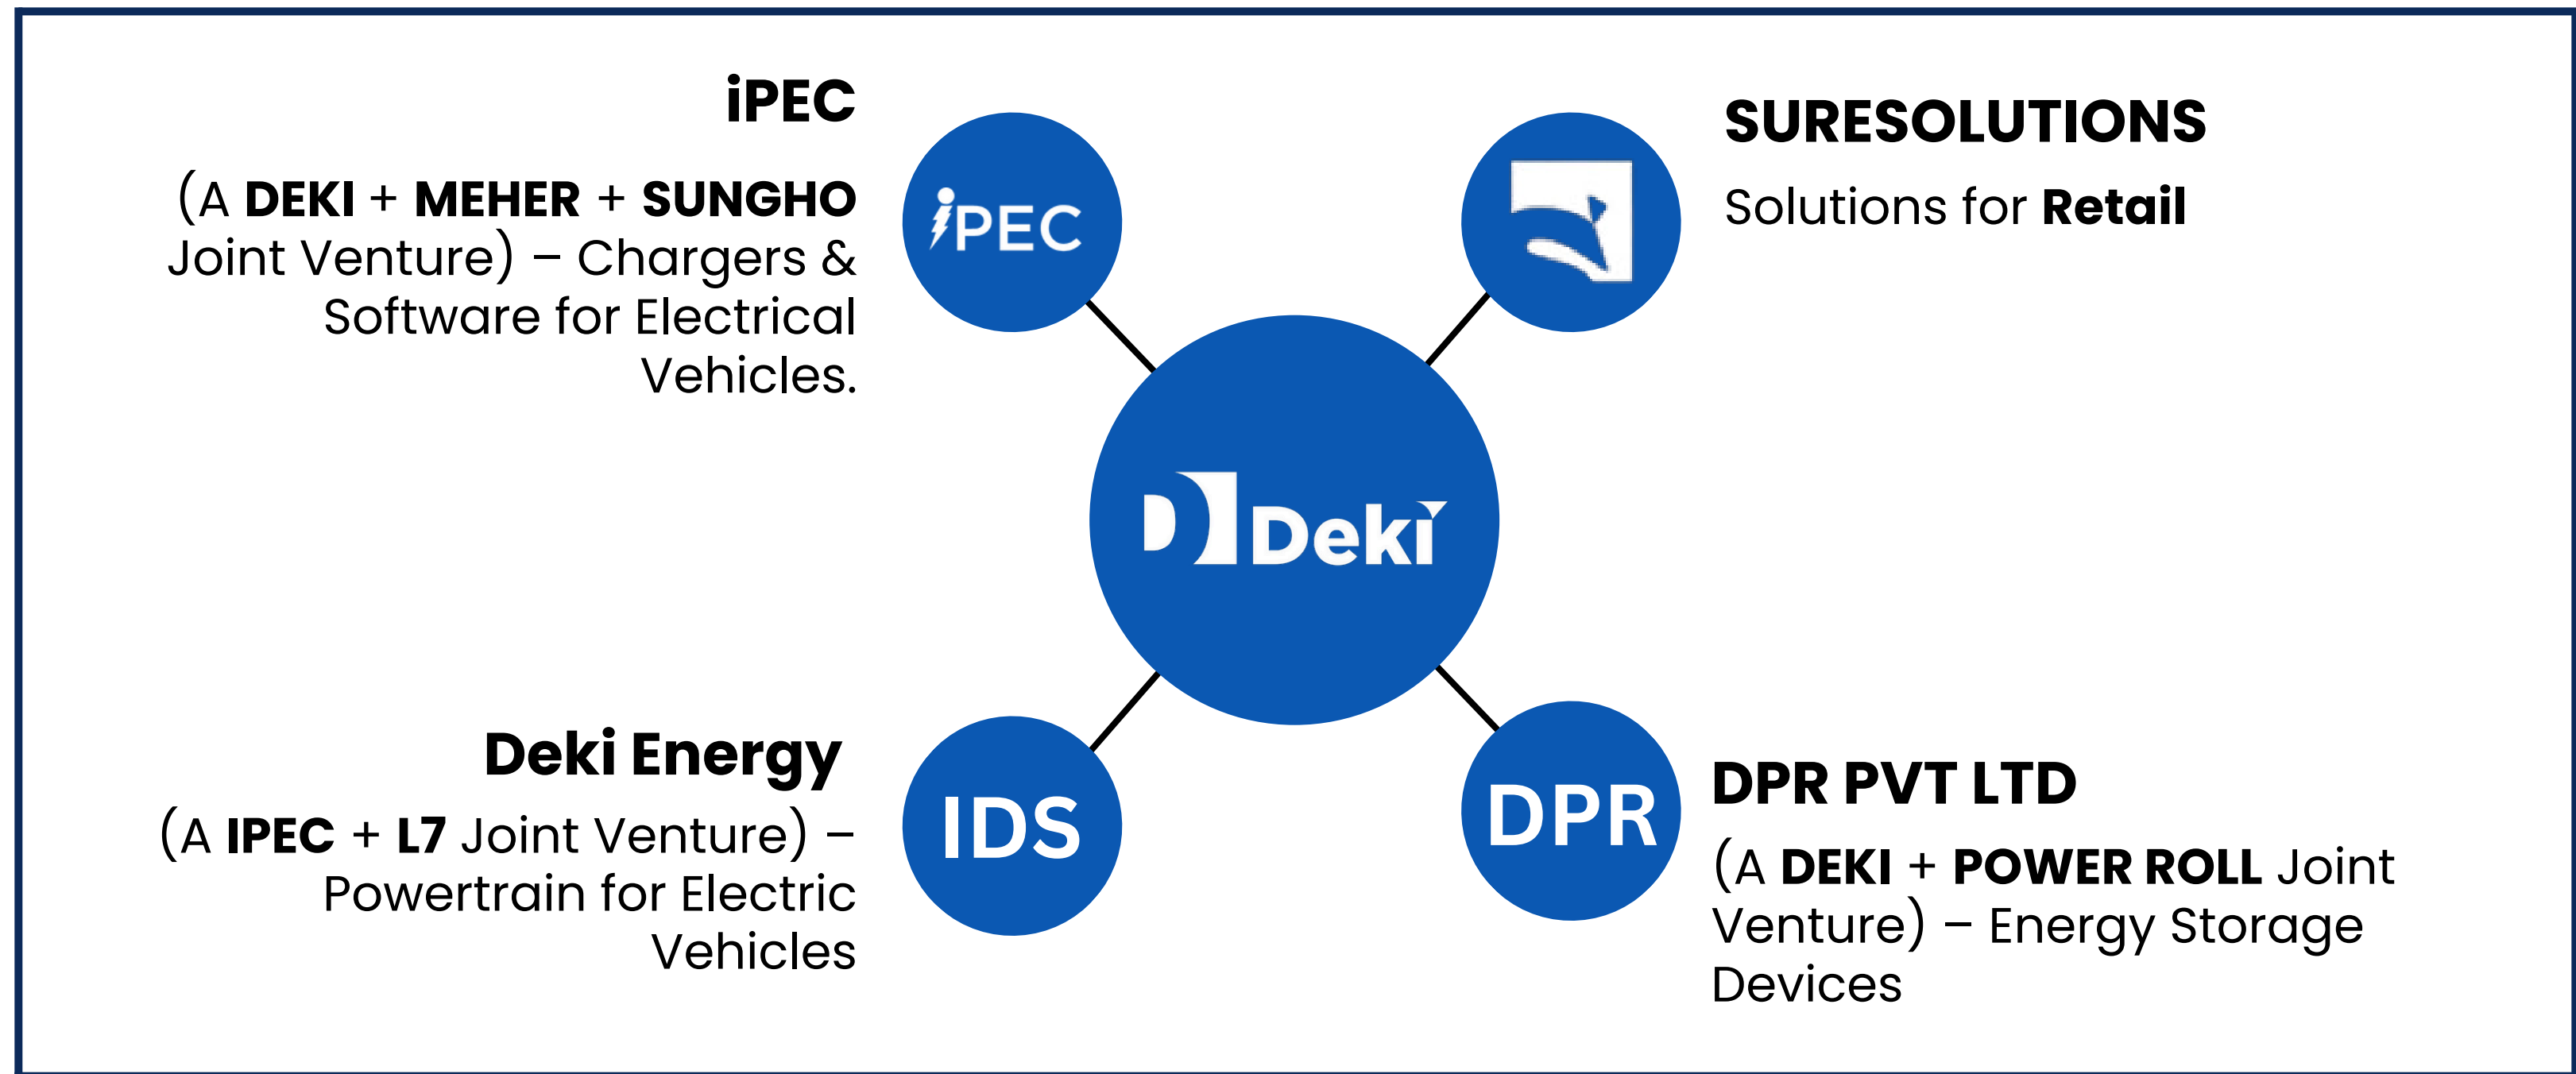 iPEC
(A DEKI + MEHER + SUNGHO
Joint Venture) – Chargers &
Software for Electrical
Vehicles.
iPEC
SURESOLUTIONS
Solutions for Retail
Deki
Deki Energy
(A IPEC + L7 Joint Venture) –
Powertrain for Electric
Vehicles
IDS
DPR
DPR PVT LTD
(A DEKI + POWER ROLL Joint
Venture) – Energy Storage
Devices